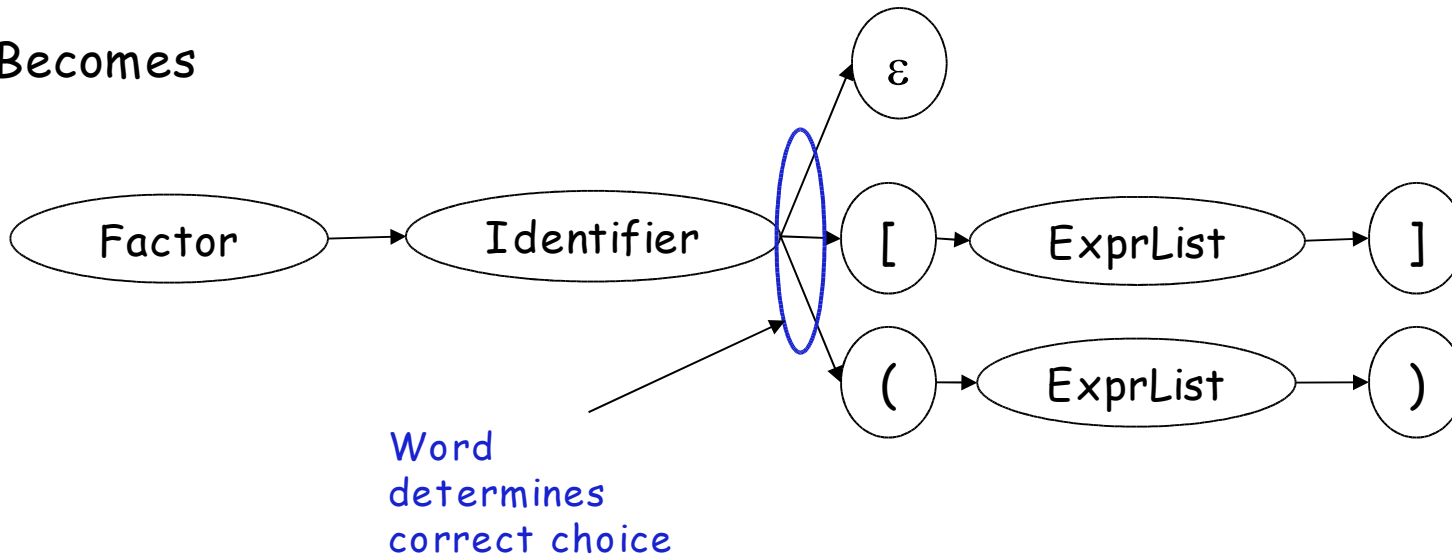 Becomes
ε
Factor Identifier [ ExprList ]
( ExprList )
Word
determines
correct choice